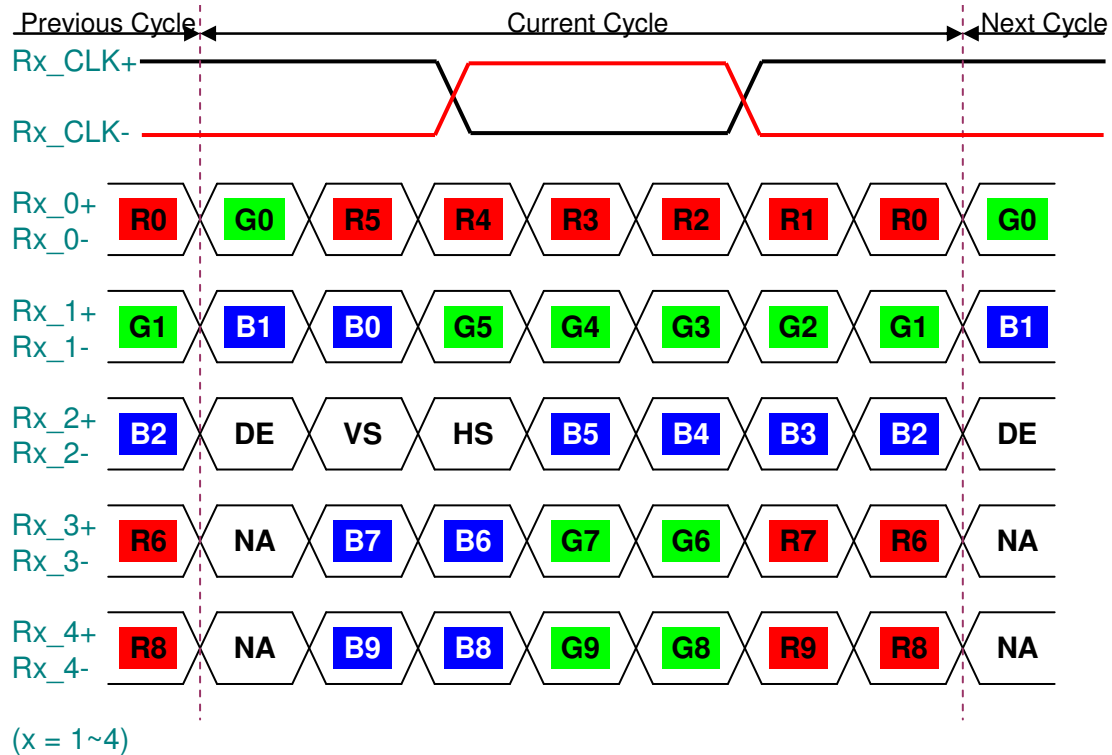 Previous Cycle Current Cycle Next Cycle
Rx_CLK+
Rx_CLK-
Rx_0+
Rx_0-
R0 G0 R5 R4 R3 R2 R1 R0 G0
Rx_1+
Rx_1-
G1 B1 B0 G5 G4 G3 G2 G1 B1
Rx_2+
Rx_2-
B2 DE VS HS B5 B4 B3 B2 DE
Rx_3+
Rx_3-
R6 NA B7 B6 G7 G6 R7 R6 NA
Rx_4+
Rx_4-
R8 NA B9 B8 G9 G8 R9 R8 NA
(x = 1~4)